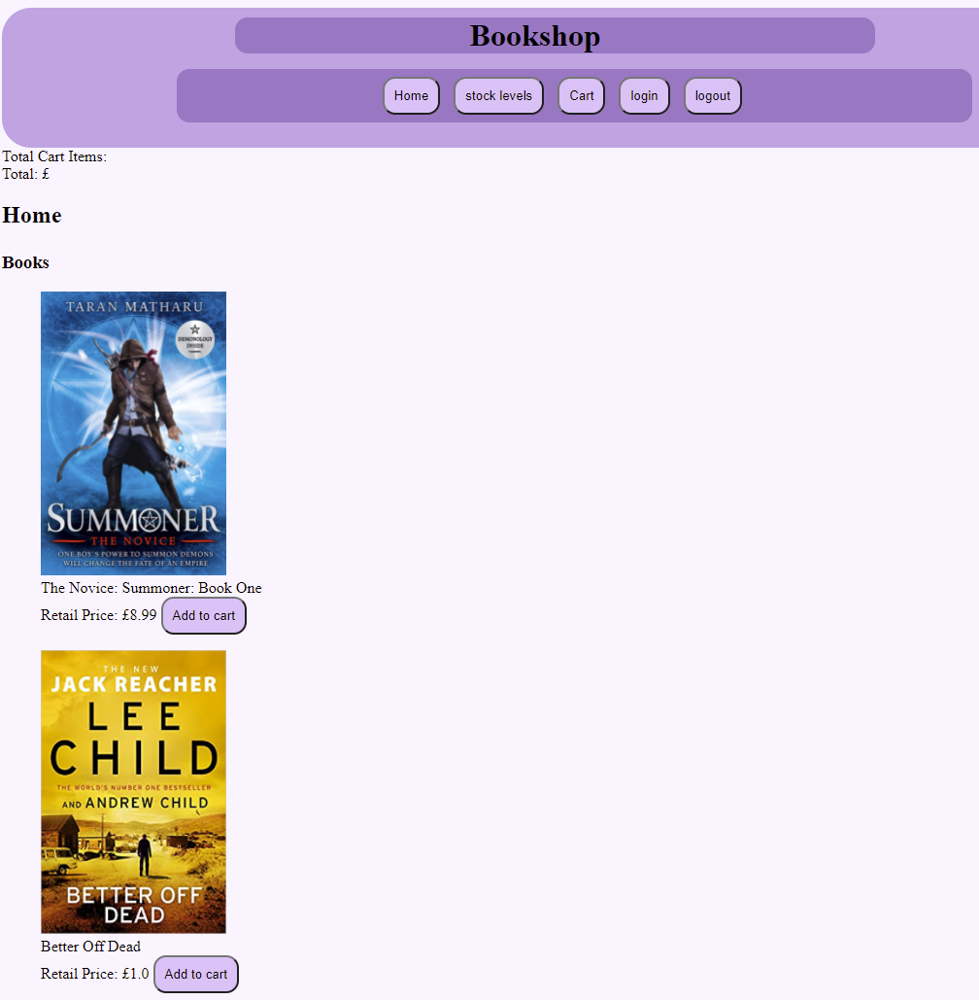 Bookshop
Home stock levels Cart login logout
Total Cart Items:
Total: £
Home
Books
TARAN MATHARU
DEMONOLOGY
INSIDE
SUMMONER
THE NOVICE
ONE BOY'S POWER TO SUMMON DEMONS
WILL CHANGE THE FATE OF AN EMPIRE
The Novice: Summoner: Book One
Retail Price: £8.99 Add to cart
THE NEW
JACK REACHER
LEE
CHILD
THE WORLD'S NUMBER ONE BESTSELLER
AND ANDREW CHILD
BETTER OFF
DEAD
Better Off Dead
Retail Price: £1.0 Add to cart